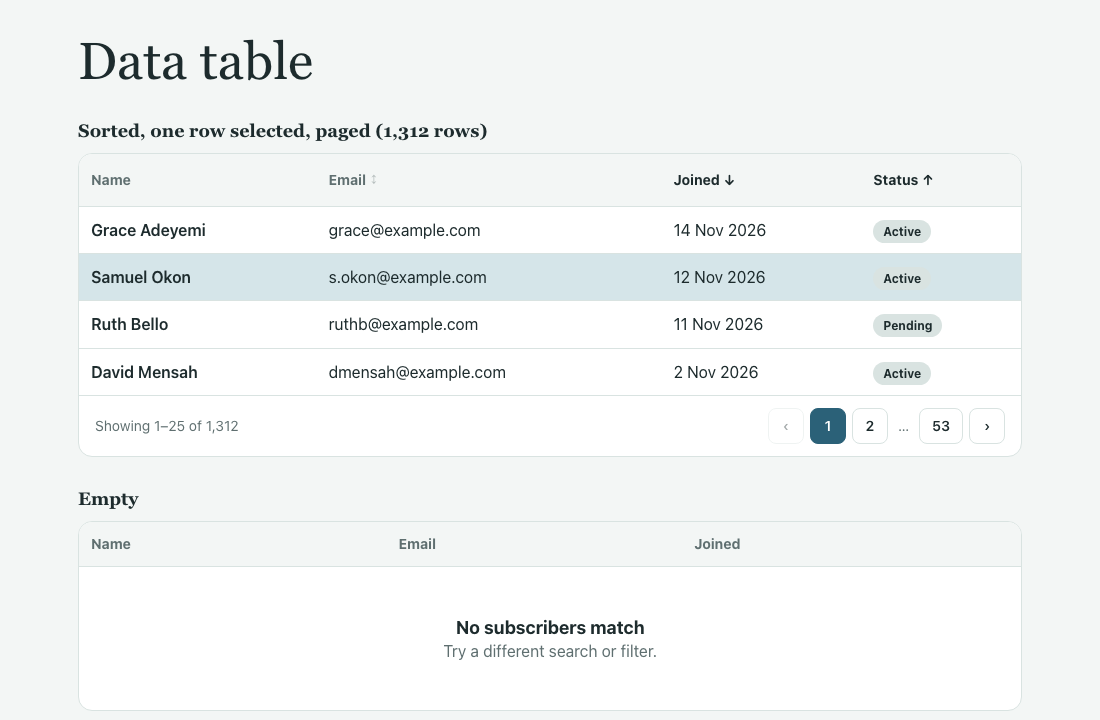 Data table
Sorted, one row selected, paged (1,312 rows)
Name Email ↕ Joined ↓ Status ↑
Grace Adeyemi grace@example.com 14 Nov 2026 Active
Samuel Okon s.okon@example.com 12 Nov 2026 Active
Ruth Bello ruthb@example.com 11 Nov 2026 Pending
David Mensah dmensah@example.com 2 Nov 2026 Active
Showing 1–25 of 1,312 ‹ 1 2 … 53 ›
Empty
Name Email Joined
No subscribers match
Try a different search or filter.